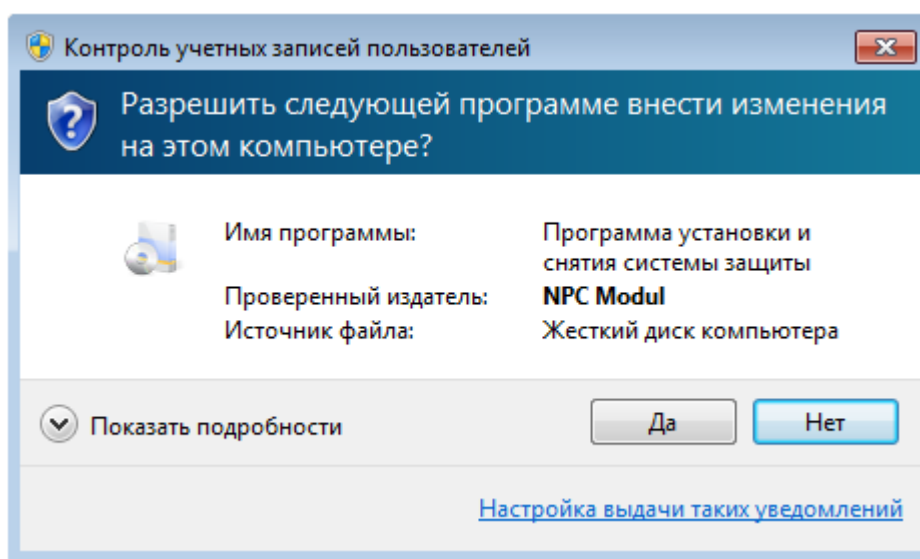 Контроль учетных записей пользователей
Разрешить следующей программе внести изменения
на этом компьютере?
Имя программы: Программа установки и
снятия системы защиты
Проверенный издатель: NPC Modul
Источник файла: Жесткий диск компьютера
Показать подробности Да Нет
Настройка выдачи таких уведомлений